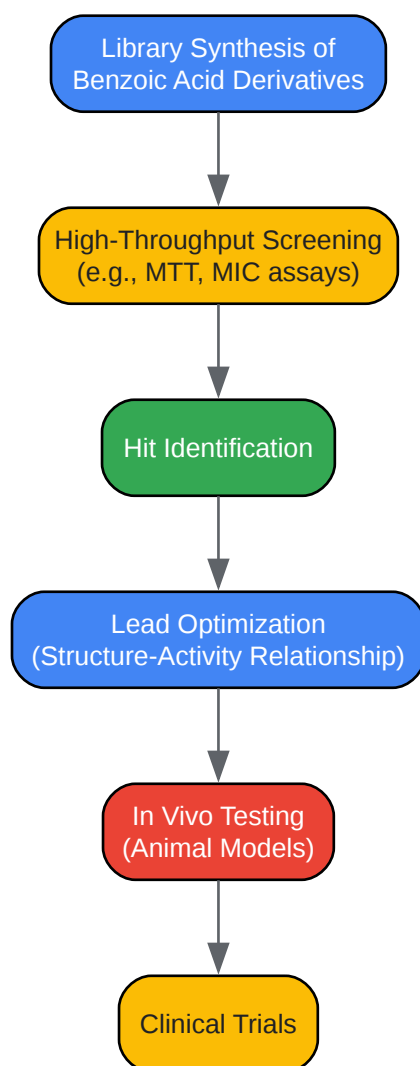 Library Synthesis of
Benzoic Acid Derivatives
High-Throughput Screening
(e.g., MTT, MIC assays)
Hit Identification
Lead Optimization
(Structure-Activity Relationship)
In Vivo Testing
(Animal Models)
Clinical Trials